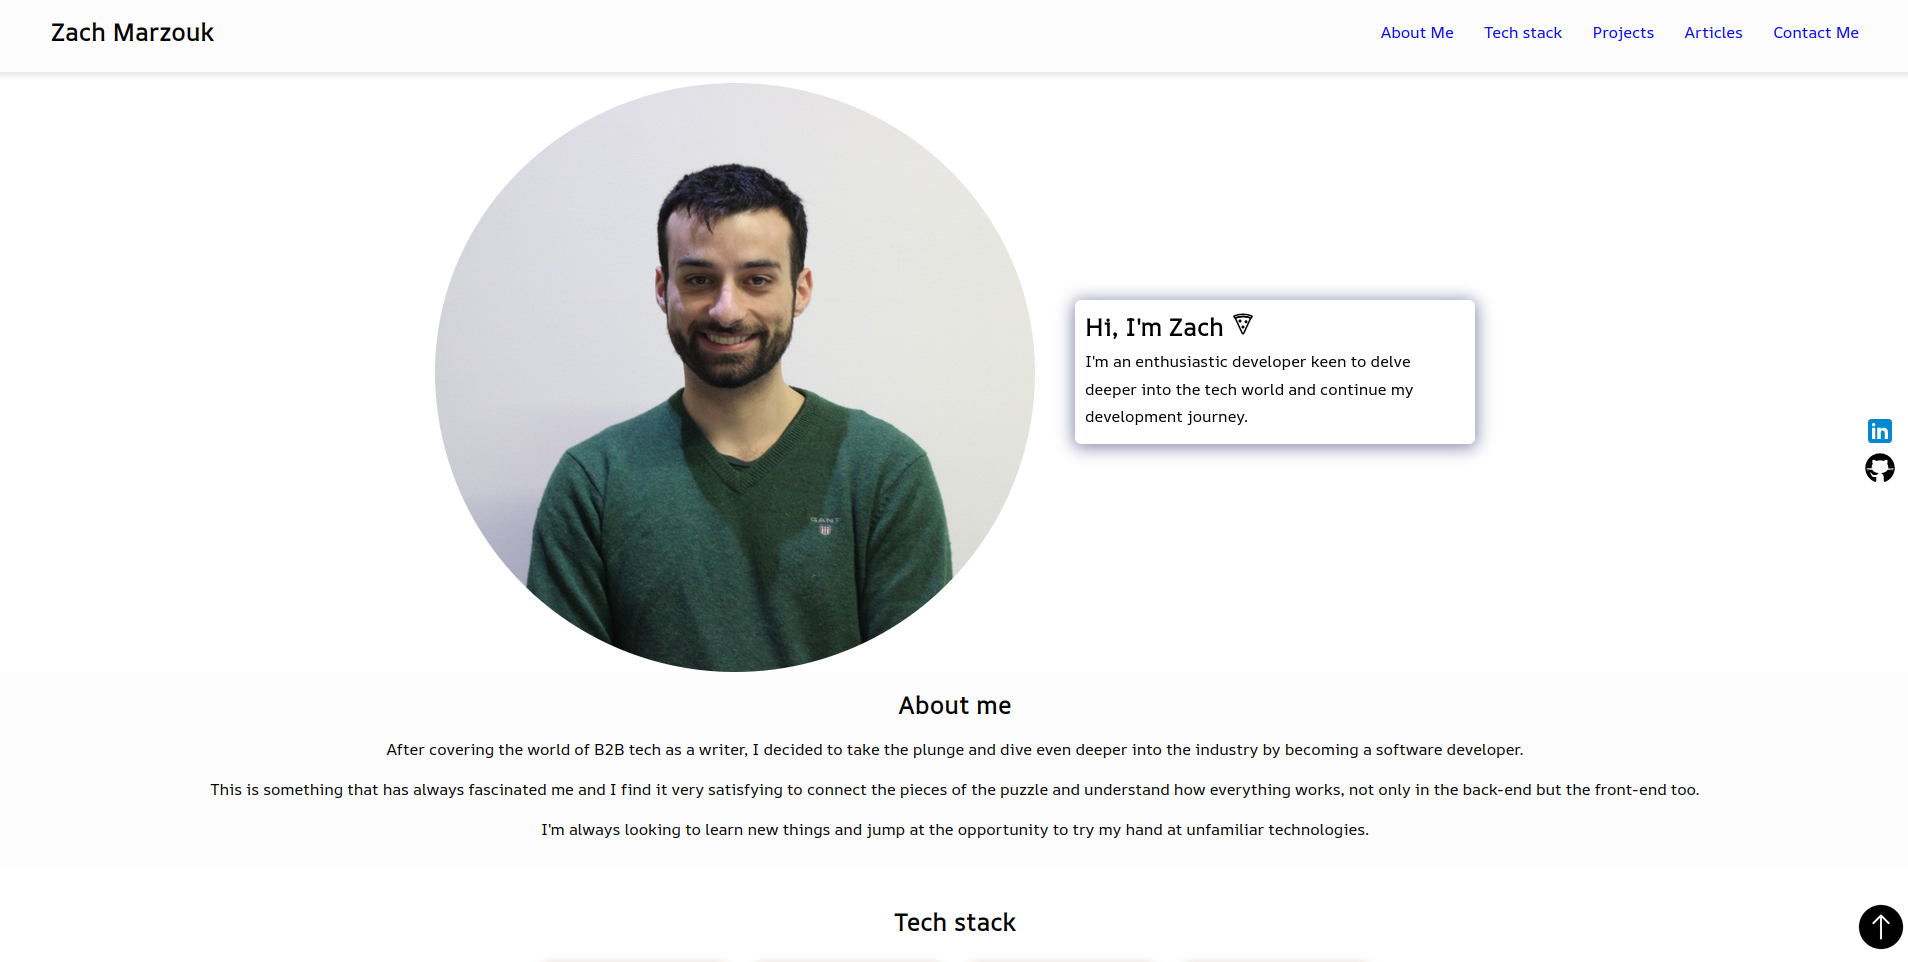 Zach Marzouk
About Me
Tech stack
Projects
Articles
Contact Me
GANT
Hi, I'm Zach
I'm an enthusiastic developer keen to delve
deeper into the tech world and continue my
development journey.
in
About me
After covering the world of B2B tech as a writer, I decided to take the plunge and dive even deeper into the industry by becoming a software developer.
This is something that has always fascinated me and I find it very satisfying to connect the pieces of the puzzle and understand how everything works, not only in the back-end but the front-end too.
I'm always looking to learn new things and jump at the opportunity to try my hand at unfamiliar technologies.
Tech stack